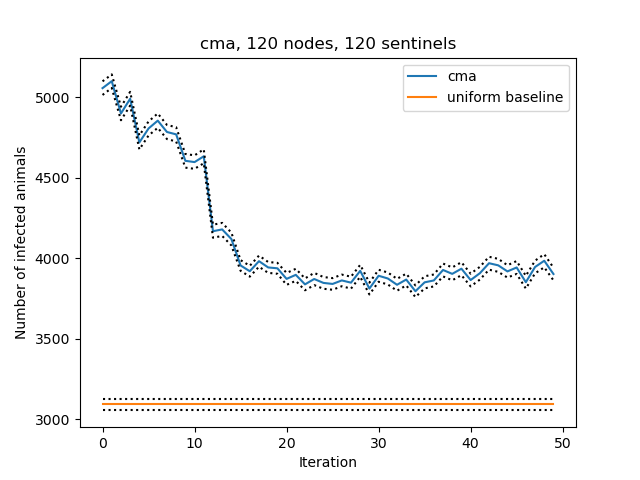 cma, 120 nodes, 120 sentinels
cma
uniform baseline
5000
4500
4000
3500
3000
Number of infected animals
0 10 20 30 40 50
Iteration